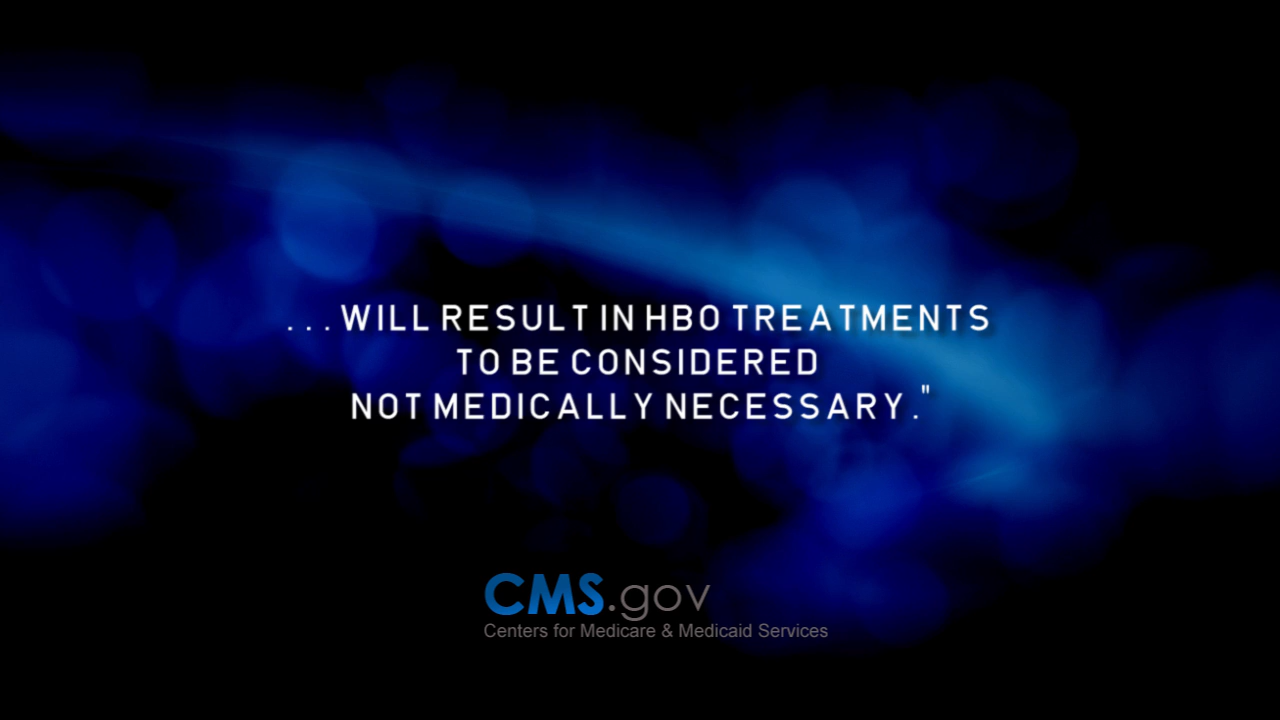 ...WILL RESULT IN HBO TREATMENTS
TO BE CONSIDERED
NOT MEDICALLY NECESSARY."
CMS.gov
Centers for Medicare & Medicaid Services